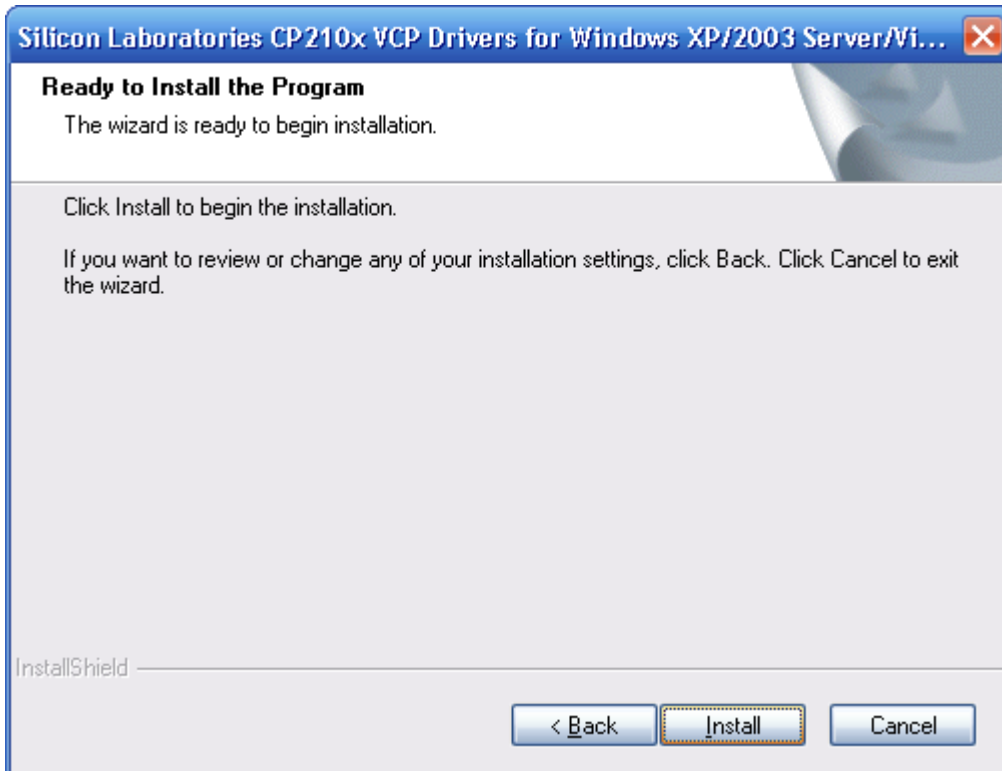 Silicon Laboratories CP210x VCP Drivers for Windows XP/2003 Server/Vi...
Ready to Install the Program
The wizard is ready to begin installation.
Click Install to begin the installation.
If you want to review or change any of your installation settings, click Back. Click Cancel to exit
the wizard.
InstallShield
< Back
Install
Cancel